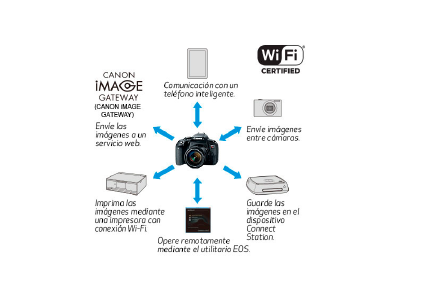 CANON
iMAGE
GATEWAY
(CANON IMAGE
GATEWAY)
Envíe las
imágenes a un
servicio web.
Comunicación con un
teléfono inteligente.
Wi Fi
CERTIFIED
Envíe imágenes
entre cámaras.
Imprima las
imágenes mediante
una impresora con
conexión Wi-Fi.
Opere remotamente
mediante el utilitario EOS.
Guarde las
imágenes en el
dispositivo
Connect
Station.